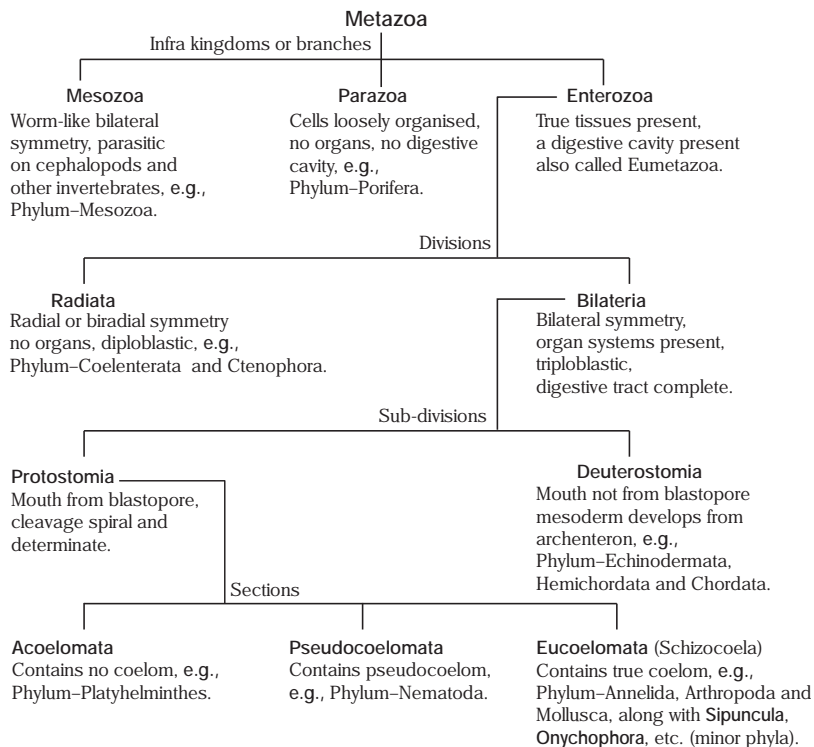 Metazoa
Infra kingdoms or branches
Mesozoa
Worm-like bilateral
symmetry, parasitic
on cephalopods and
other invertebrates, e.g.,
Phylum–Mesozoa.
Parazoa
Cells loosely organised,
no organs, no digestive
cavity, e.g.,
Phylum–Porifera.
Enterozoa
True tissues present,
a digestive cavity present
also called Eumetazoa.
Divisions
Radiata
Radial or biradial symmetry
no organs, diploblastic, e.g.,
Phylum–Coelenterata and Ctenophora.
Bilateria
Bilateral symmetry,
organ systems present,
triploblastic,
digestive tract complete.
Sub-divisions
Protostomia
Mouth from blastopore,
cleavage spiral and
determinate.
Deuterostomia
Mouth not from blastopore
mesoderm develops from
archenteron, e.g.,
Phylum–Echinodermata,
Hemichordata and Chordata.
Sections
Acoelomata
Contains no coelom, e.g.,
Phylum–Platyhelminthes.
Pseudocoelomata
Contains pseudocoelom,
e.g., Phylum–Nematoda.
Eucoelomata (Schizocoela)
Contains true coelom, e.g.,
Phylum–Annelida, Arthropoda and
Mollusca, along with Sipuncula,
Onychophora, etc. (minor phyla).